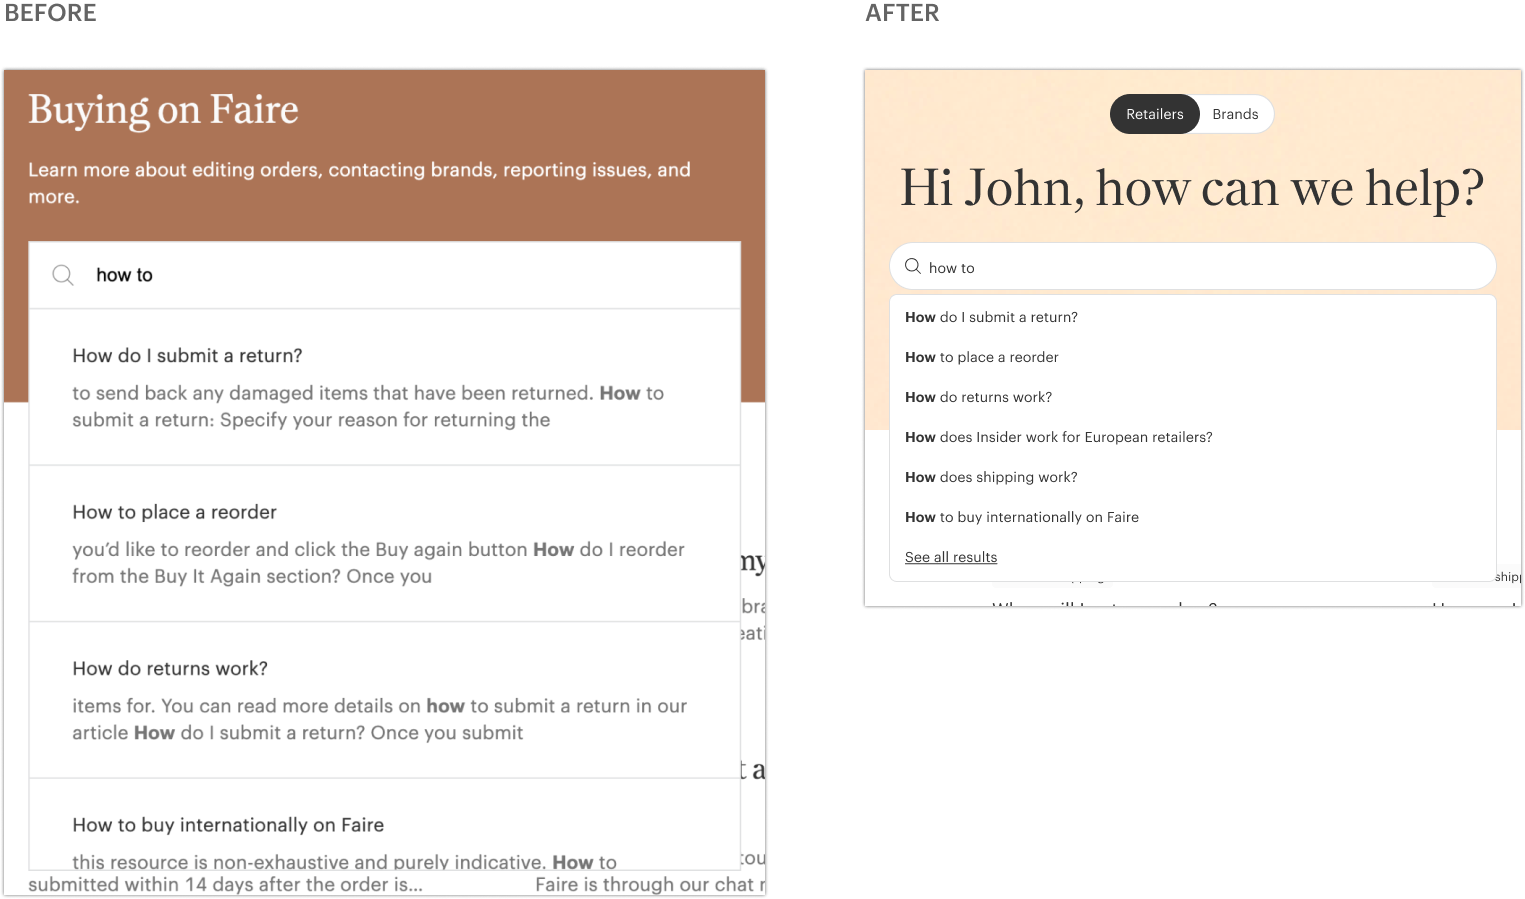 BEFORE
Buying on Faire
Learn more about editing orders, contacting brands, reporting issues, and
more.
how to
How do I submit a return?
to send back any damaged items that have been returned. How to
submit a return: Specify your reason for returning the
How to place a reorder
you’d like to reorder and click the Buy again button How do I reorder
from the Buy It Again section? Once you
How do returns work?
items for. You can read more details on how to submit a return in our
article How do I submit a return? Once you submit
How to buy internationally on Faire
this resource is non-exhaustive and purely indicative. How to
submitted within 14 days after the order is...
Faire is through our chat
AFTER
Retailers
Brands
Hi John, how can we help?
how to
How do I submit a return?
How to place a reorder
How do returns work?
How does Insider work for European retailers?
How does shipping work?
How to buy internationally on Faire
See all results